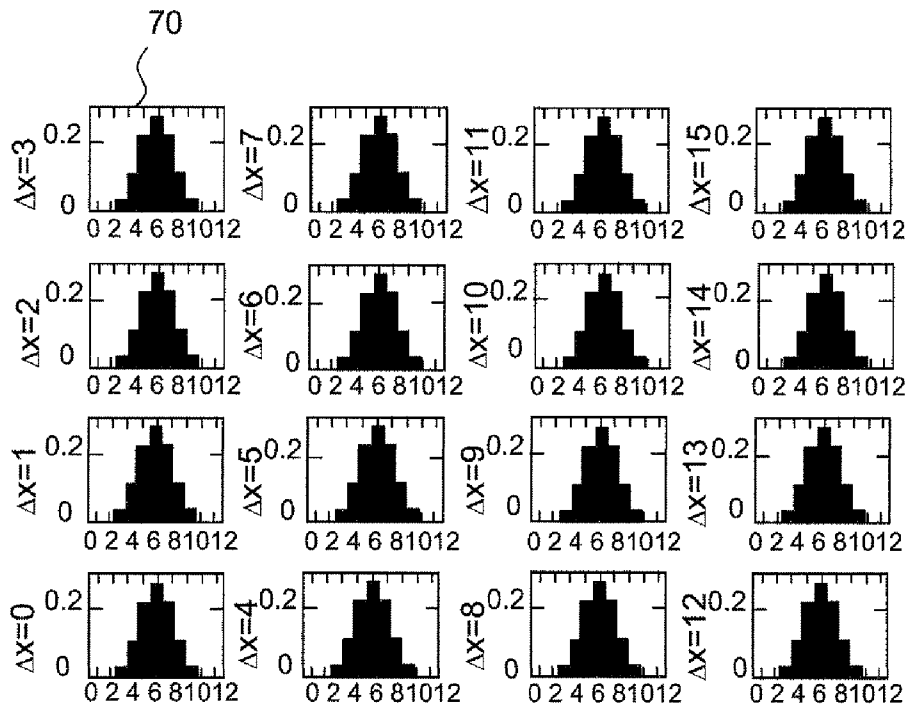 70
Δx=3 0.2 0 0 2 4 6 8 10 12
Δx=7 0.2 0 0 2 4 6 8 10 12
Δx=11 0.2 0 0 2 4 6 8 10 12
Δx=15 0.2 0 0 2 4 6 8 10 12
Δx=2 0.2 0 0 2 4 6 8 10 12
Δx=6 0.2 0 0 2 4 6 8 10 12
Δx=10 0.2 0 0 2 4 6 8 10 12
Δx=14 0.2 0 0 2 4 6 8 10 12
Δx=1 0.2 0 0 2 4 6 8 10 12
Δx=5 0.2 0 0 2 4 6 8 10 12
Δx=9 0.2 0 0 2 4 6 8 10 12
Δx=13 0.2 0 0 2 4 6 8 10 12
Δx=0 0.2 0 0 2 4 6 8 10 12
Δx=4 0.2 0 0 2 4 6 8 10 12
Δx=8 0.2 0 0 2 4 6 8 10 12
Δx=12 0.2 0 0 2 4 6 8 10 12